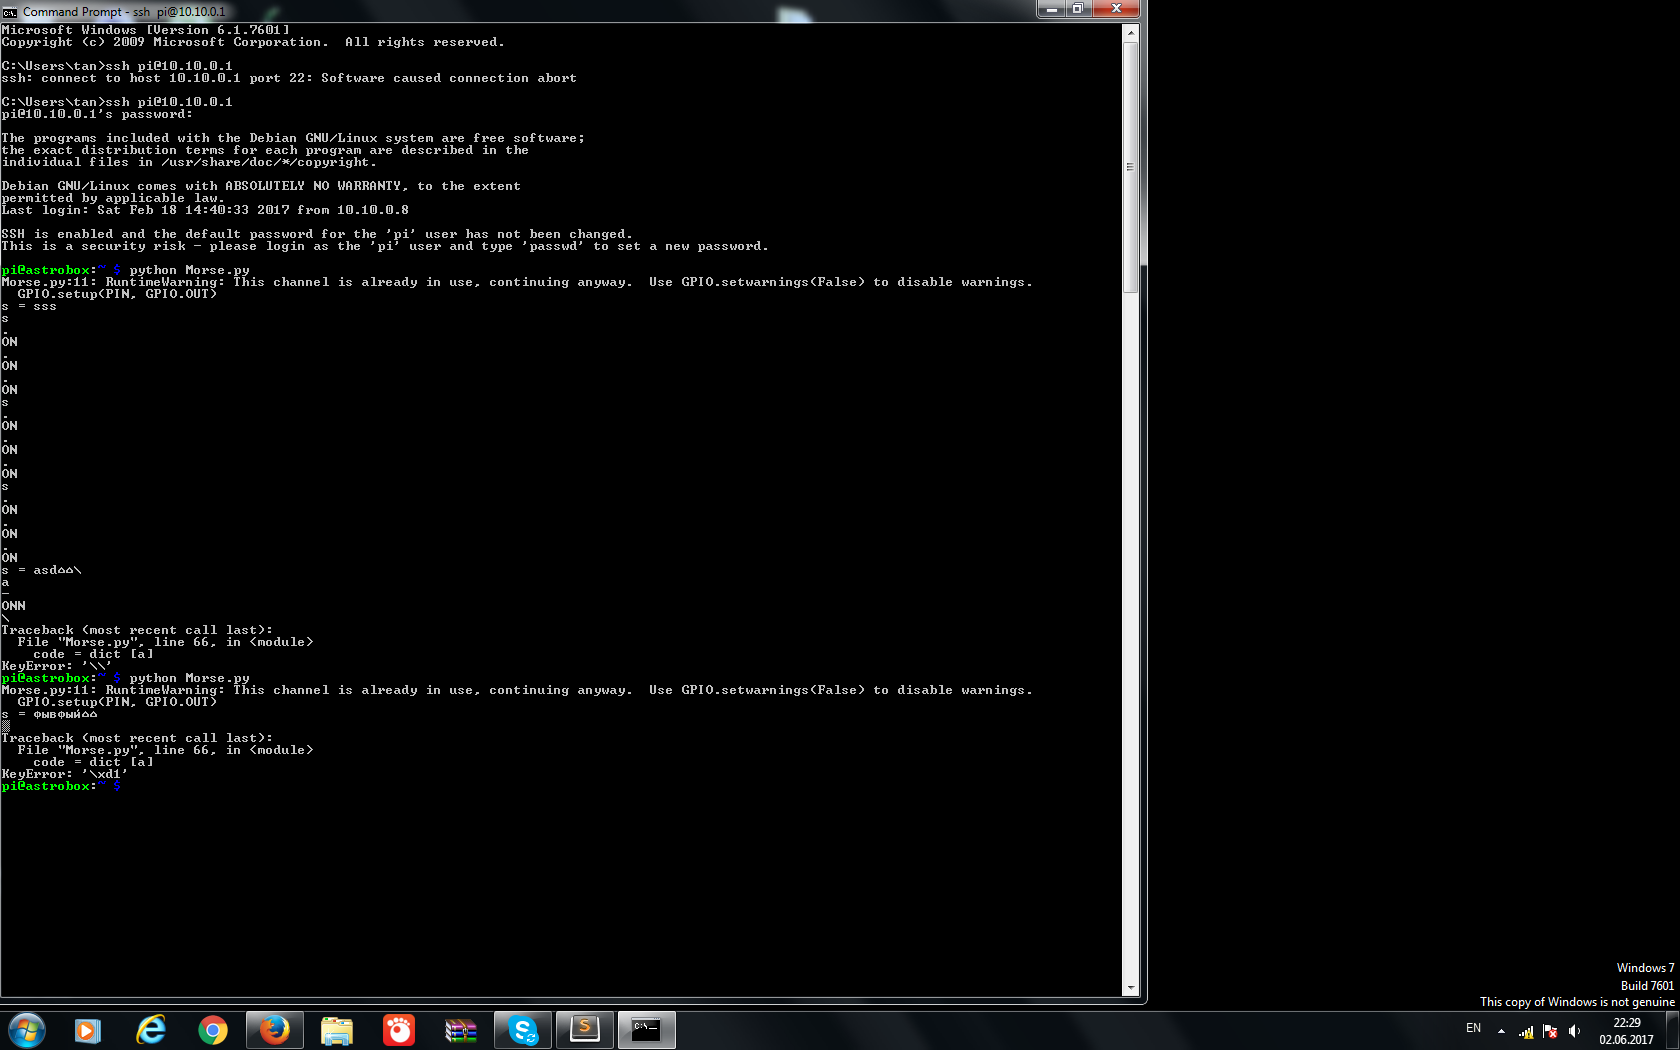 Command Prompt - ssh  pi@10.10.0.1
Microsoft Windows [Version 6.1.7601]
Copyright (c) 2009 Microsoft Corporation.  All rights reserved.
C:\Users\tan>ssh pi@10.10.0.1
ssh: connect to host 10.10.0.1 port 22: Software caused connection abort
C:\Users\tan>ssh pi@10.10.0.1
pi@10.10.0.1's password:
The programs included with the Debian GNU/Linux system are free software;
the exact distribution terms for each program are described in the
individual files in /usr/share/doc/*/copyright.
Debian GNU/Linux comes with ABSOLUTELY NO WARRANTY, to the extent
permitted by applicable law.
Last login: Sat Feb 18 14:40:33 2017 from 10.10.0.8
SSH is enabled and the default password for the 'pi' user has not been changed.
This is a security risk - please login as the 'pi' user and type 'passwd' to set a new password.
pi@astrobox:~ $ python Morse.py
Morse.py:11: RuntimeWarning: This channel is already in use, continuing anyway.  Use GPIO.setwarnings(False) to disable warnings.
  GPIO.setup(PIN, GPIO.OUT)
s = sss
s
.
ON
.
ON
.
ON
s
.
ON
.
ON
.
ON
s
.
ON
.
ON
.
ON
s = asd⌂⌂\
a
-
ONN
\
Traceback (most recent call last):
  File "Morse.py", line 66, in <module>
    code = dict [a]
KeyError: '\\'
pi@astrobox:~ $ python Morse.py
Morse.py:11: RuntimeWarning: This channel is already in use, continuing anyway.  Use GPIO.setwarnings(False) to disable warnings.
  GPIO.setup(PIN, GPIO.OUT)
s = фывфый⌂⌂
▒
Traceback (most recent call last):
  File "Morse.py", line 66, in <module>
    code = dict [a]
KeyError: '\xd1'
pi@astrobox:~ $
Windows 7
Build 7601
This copy of Windows is not genuine
EN
22:29
02.06.2017